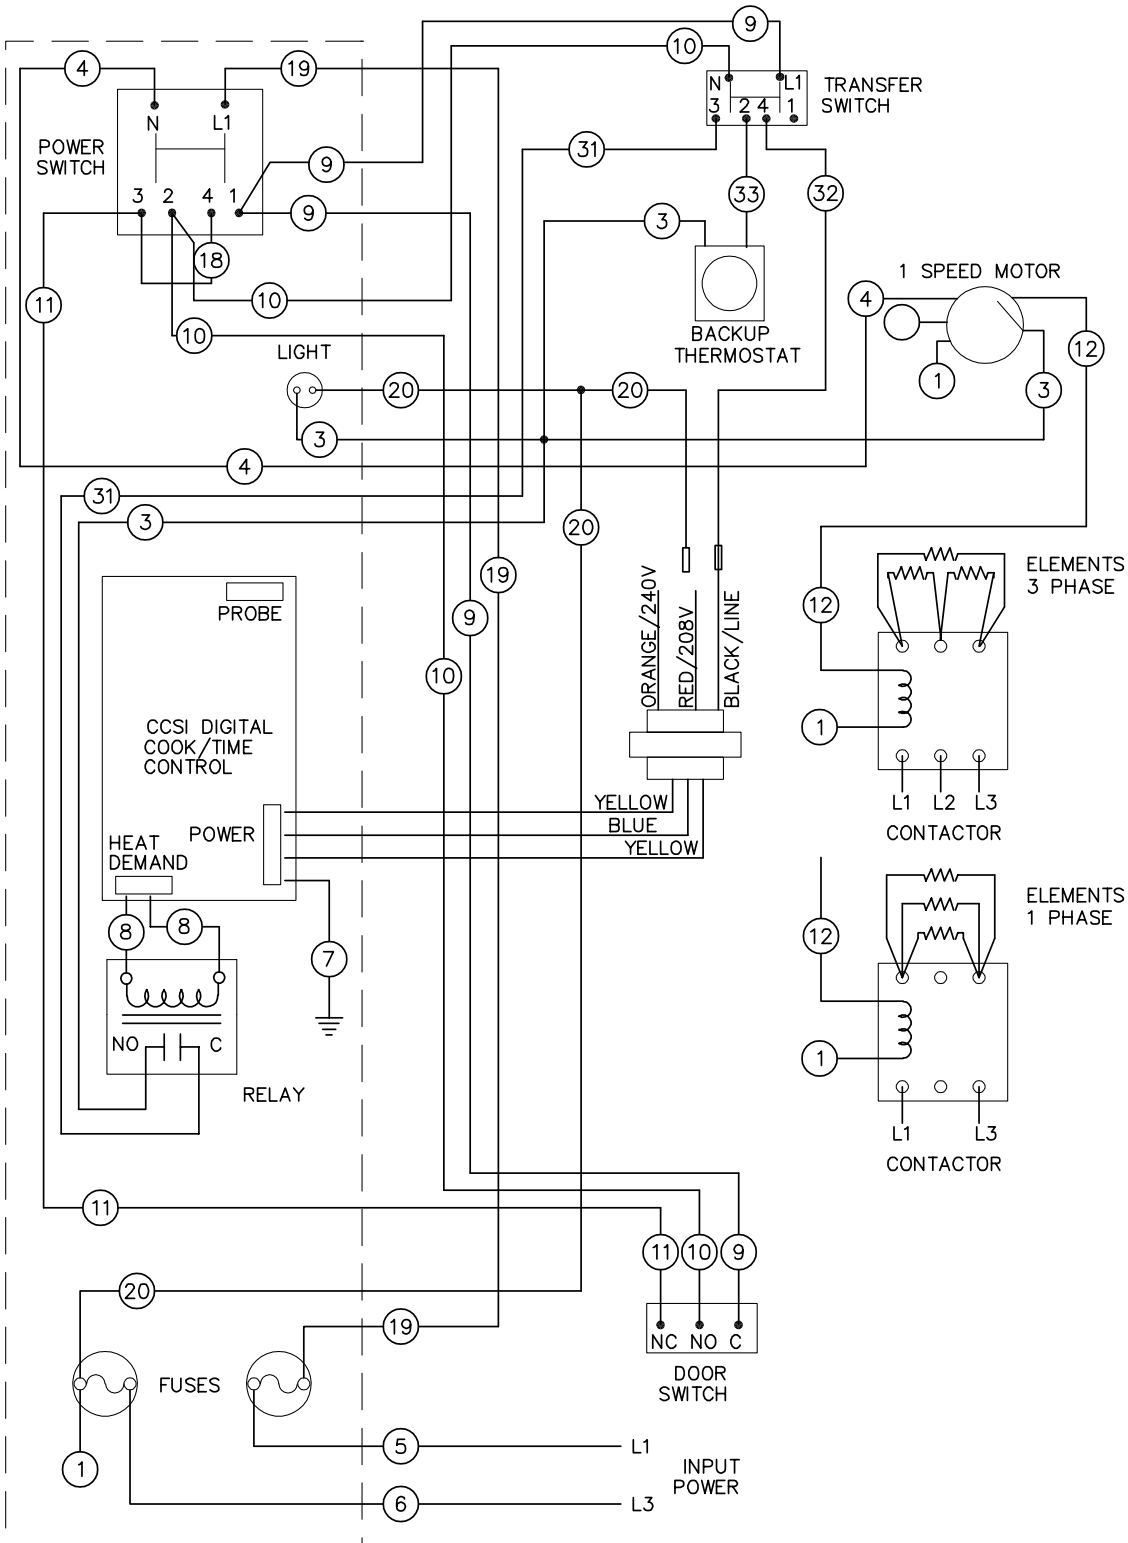 9
10
4
19
N
L1
TRANSFER
SWITCH
3
2
4
1
N
L1
POWER
SWITCH
31
9
3
2
4
1
33
32
9
3
18
1 SPEED MOTOR
11
10
4
12
10
BACKUP
THERMOSTAT
LIGHT
1
3
20
20
3
4
31
3
20
ELEMENTS
3 PHASE
19
PROBE
9
12
ORANGE/240V
RED/208V
BLACK/LINE
10
CCSI DIGITAL
COOK/TIME
CONTROL
1
YELLOW
BLUE
YELLOW
L1
L2
L3
CONTACTOR
POWER
HEAT
DEMAND
8
8
7
ELEMENTS
1 PHASE
12
NO
C
RELAY
1
L1
L3
CONTACTOR
11
11
10
9
20
19
NC
NO
C
DOOR
SWITCH
FUSES
1
5
L1
INPUT
POWER
6
L3